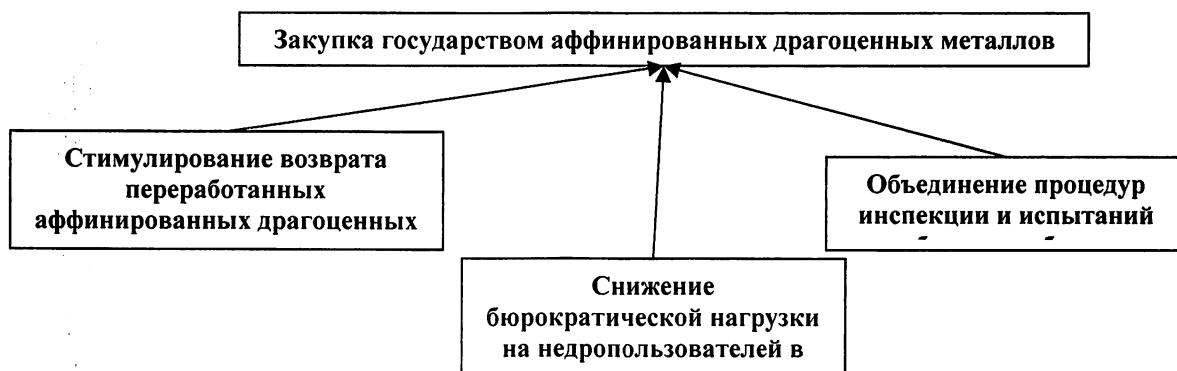 Закупка государством аффинированных драгоценных металлов
Стимулирование возврата
переработанных
аффинированных драгоценных
Объединение процедур
инспекции и испытаний
Снижение
бюрократической нагрузки
на недропользователей в